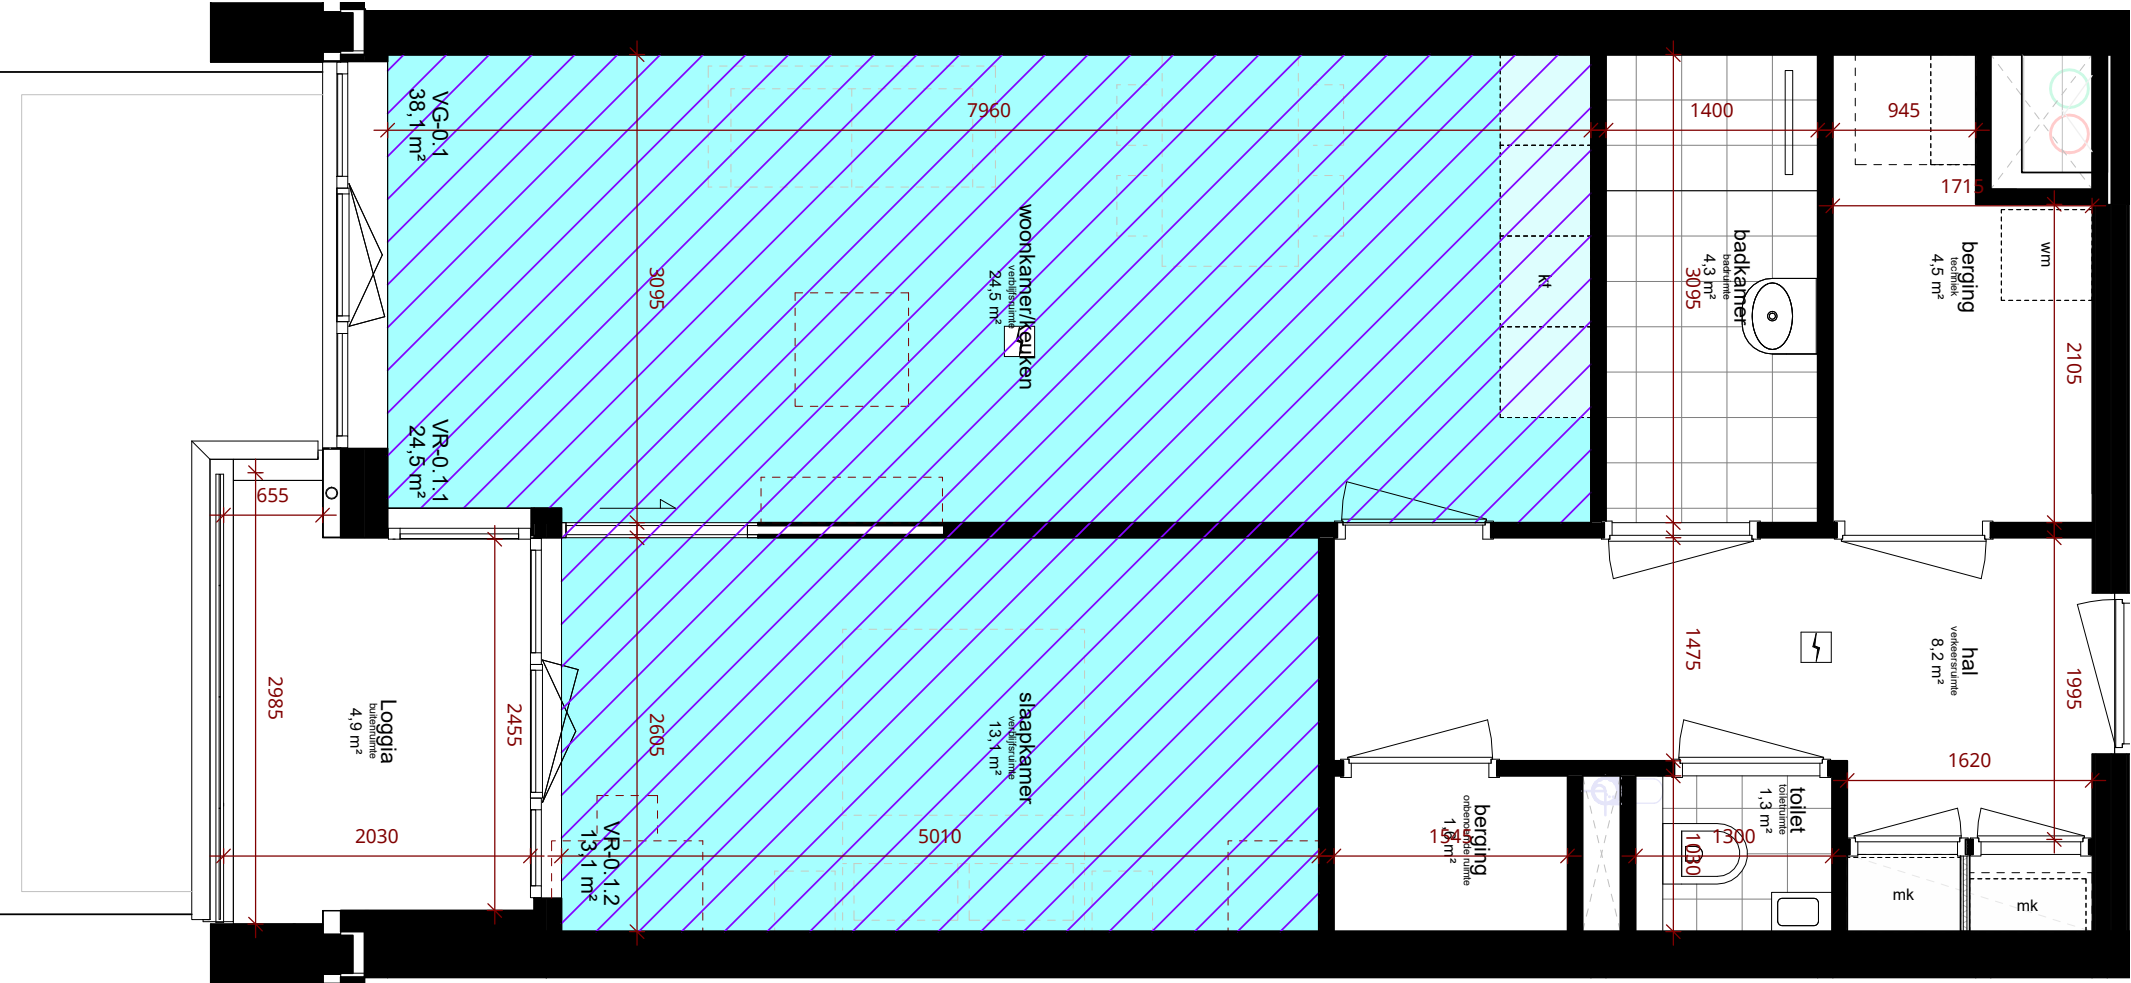 VG-0.1
38,1 m²
7960
1400
945
1715
woonkamer/keuken
verblijfsruimte
24,5 m²
3095
kt
badkamer
badruimte
4,3 m²
3095
berging
techniek
4,5 m²
wm
2105
VR-0.1.1
24,5 m²
655
2985
Loggia
buitenruimte
4,9 m²
2455
2030
2605
slaapkamer
verblijfsruimte
13,1 m²
VR-0.1.2
13,1 m²
5010
1475
hal
verkeersruimte
8,2 m²
1995
1620
berging
onbenoemde ruimte
toilet
toiletruimte
1,3 m²
1300
1030
mk
mk